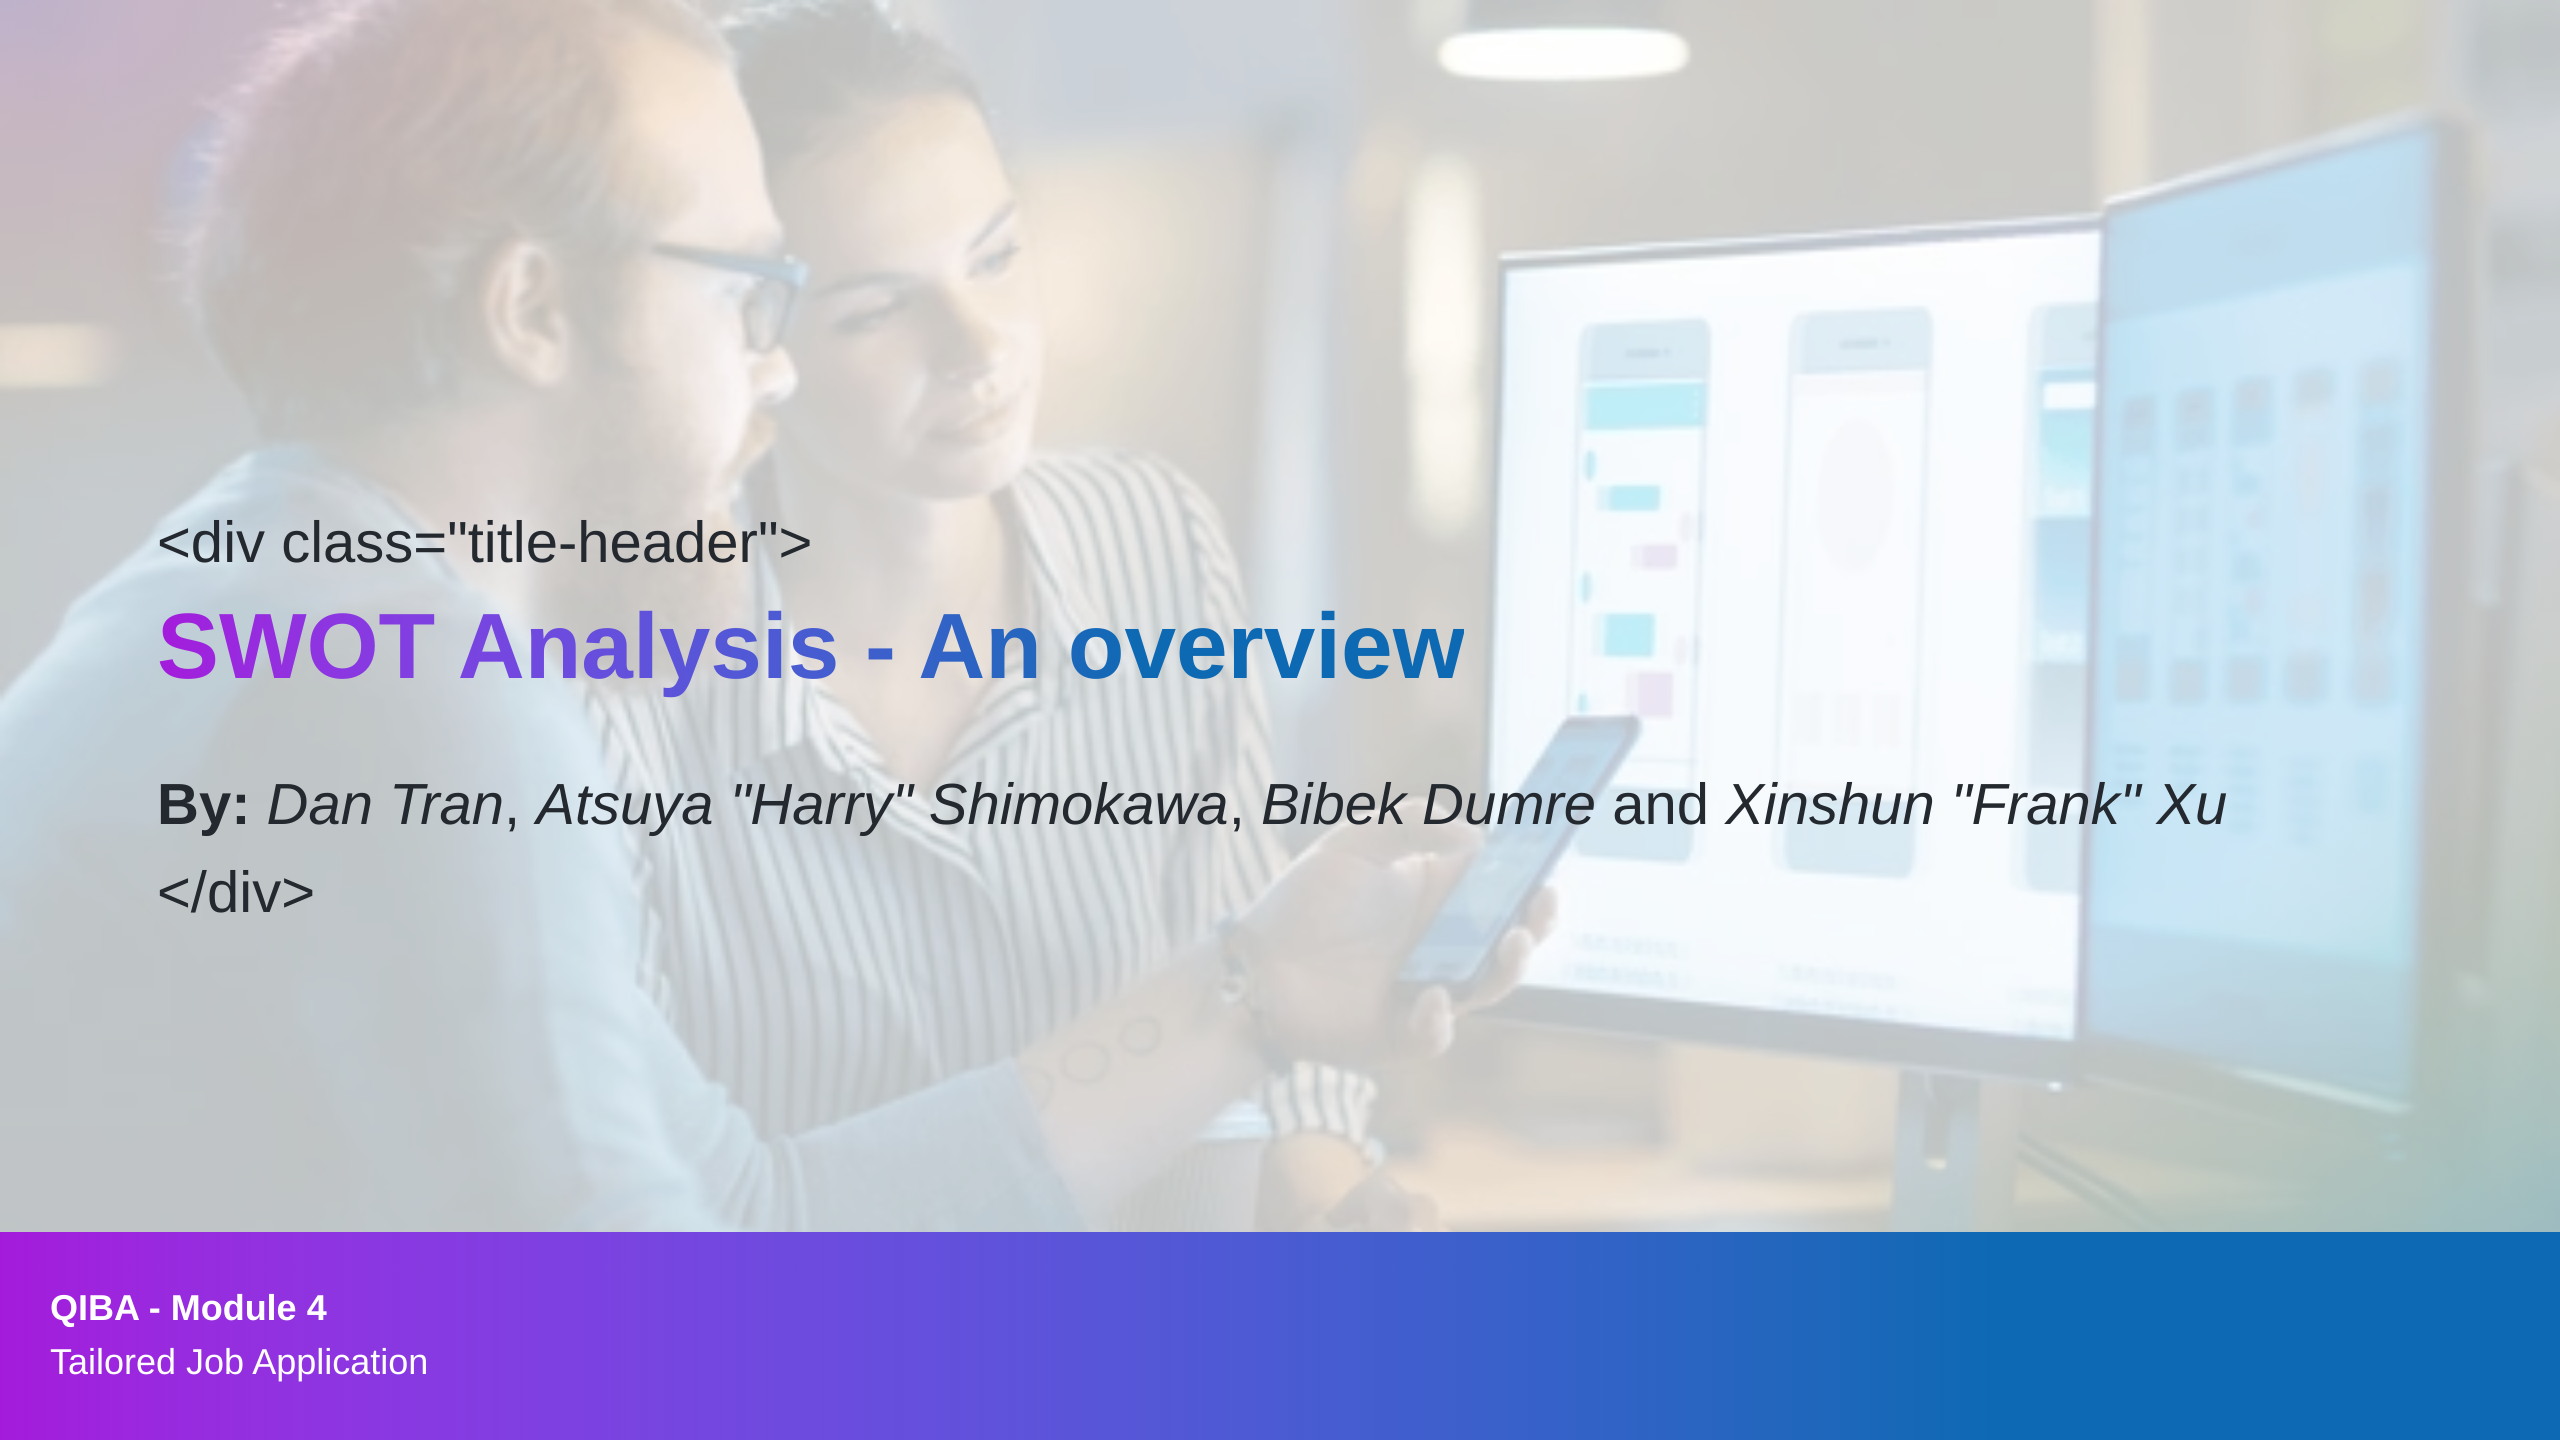 <div class="title-header">
SWOT Analysis - An overview
By: Dan Tran, Atsuya "Harry" Shimokawa, Bibek Dumre and Xinshun "Frank" Xu
</div>
QIBA - Module 4
Tailored Job Application